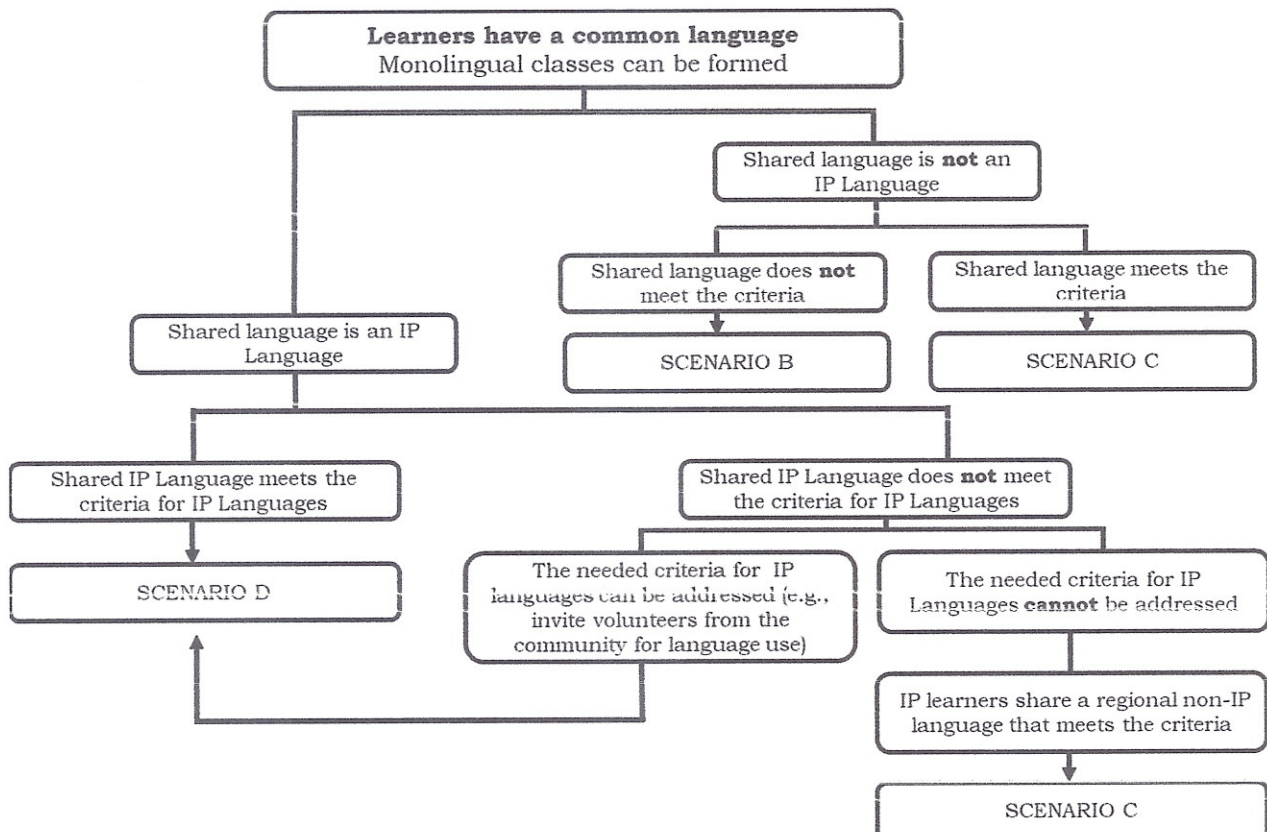 Learners have a common language
Monolingual classes can be formed
Shared language is not an
IP Language
Shared language does not
meet the criteria
Shared language meets the
criteria
SCENARIO B
SCENARIO C
Shared language is an IP
Language
Shared IP Language meets the
criteria for IP Languages
SCENARIO D
Shared IP Language does not meet
the criteria for IP Languages
The needed criteria for IP
languages can be addressed (e.g.,
invite volunteers from the
community for language use)
The needed criteria for IP
Languages cannot be addressed
IP learners share a regional non-IP
language that meets the criteria
SCENARIO C